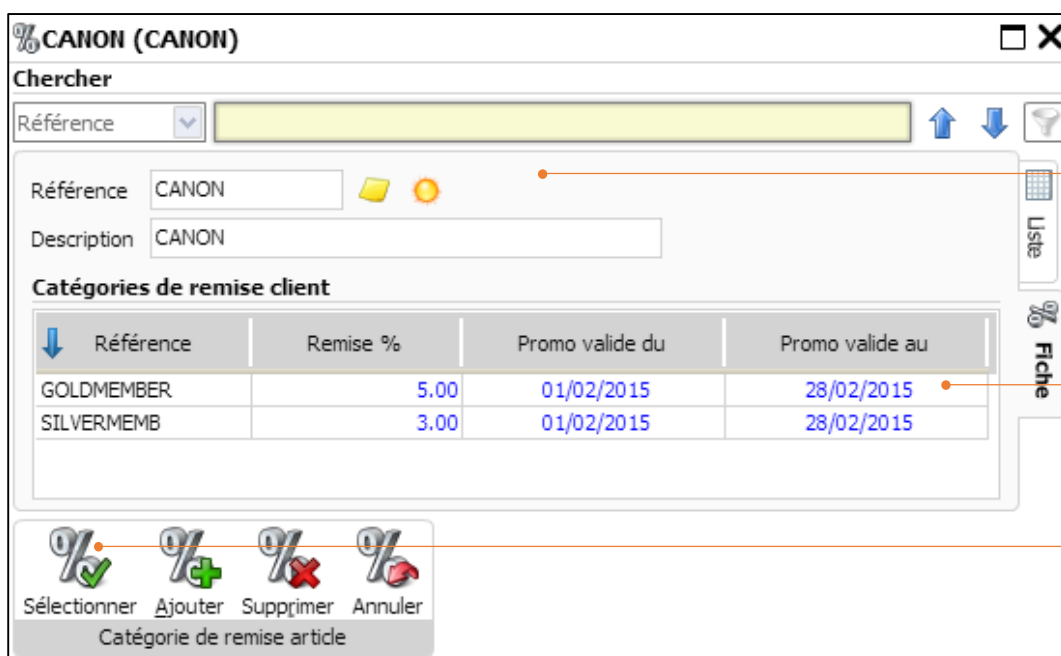 CANON (CANON)
Chercher
Référence
Référence CANON
Description CANON
Catégories de remise client
Référence Remise % Promo valide du Promo valide au
GOLDMEMBER 5.00 01/02/2015 28/02/2015
SILVERMEMB 3.00 01/02/2015 28/02/2015
Liste
Fiche
Sélectionner Ajouter Supprimer Annuler
Catégorie de remise article